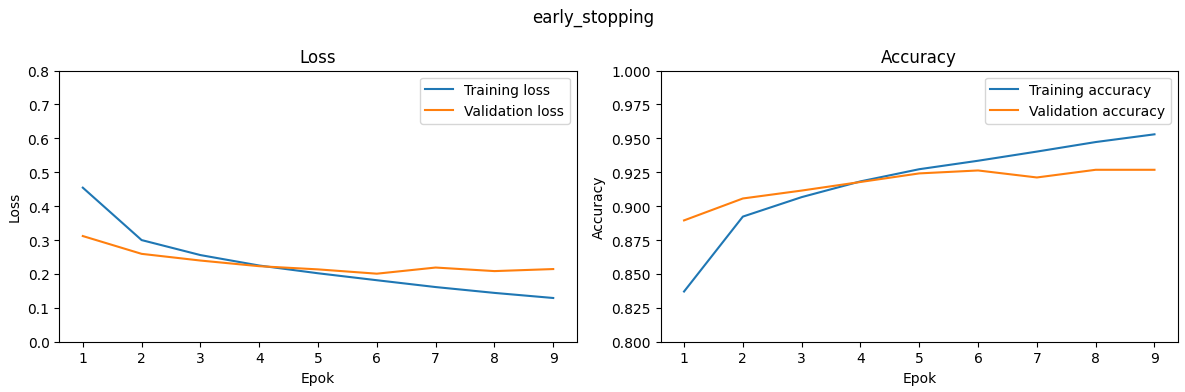 early_stopping
Loss
Loss
0.8
0.7
0.6
0.5
0.4
0.3
0.2
0.1
0.0
Training loss
Validation loss
1 2 3 4 5 6 7 8 9
Epok
Accuracy
Accuracy
1.000
0.975
0.950
0.925
0.900
0.875
0.850
0.825
0.800
Training accuracy
Validation accuracy
1 2 3 4 5 6 7 8 9
Epok